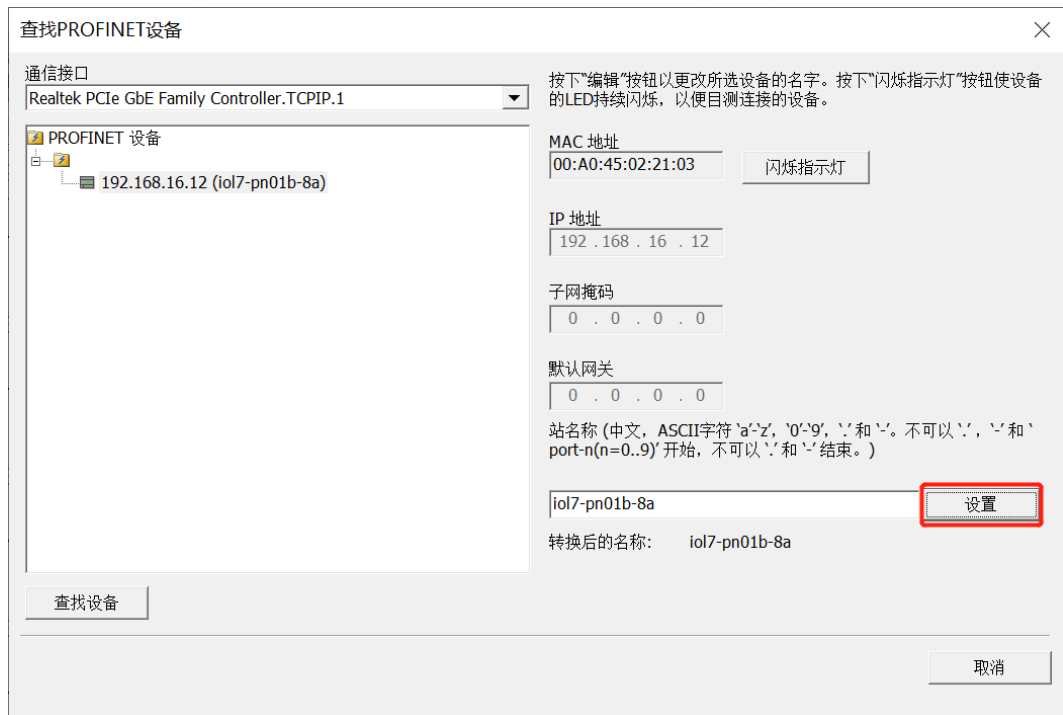 查找PROFINET设备
通信接口
Realtek PCIe GbE Family Controller.TCPIP.1
PROFINET 设备
192.168.16.12 (iol7-pn01b-8a)
查找设备
按下“编辑”按钮以更改所选设备的名字。按下“闪烁指示灯”按钮使设备
的LED持续闪烁，以便目测连接的设备。
MAC 地址
00:A0:45:02:21:03
闪烁指示灯
IP 地址
192 . 168 . 16 . 12
子网掩码
0 . 0 . 0 . 0
默认网关
0 . 0 . 0 . 0
站名称 (中文，ASCII字符 ‘a’-‘z’，‘0’-‘9’，‘.’ 和 ‘-’。不可以 ‘.’，‘-’ 和 ‘
port-n(n=0..9)’ 开始，不可以 ‘.’ 和 ‘-’ 结束。)
iol7-pn01b-8a
设置
转换后的名称: iol7-pn01b-8a
取消